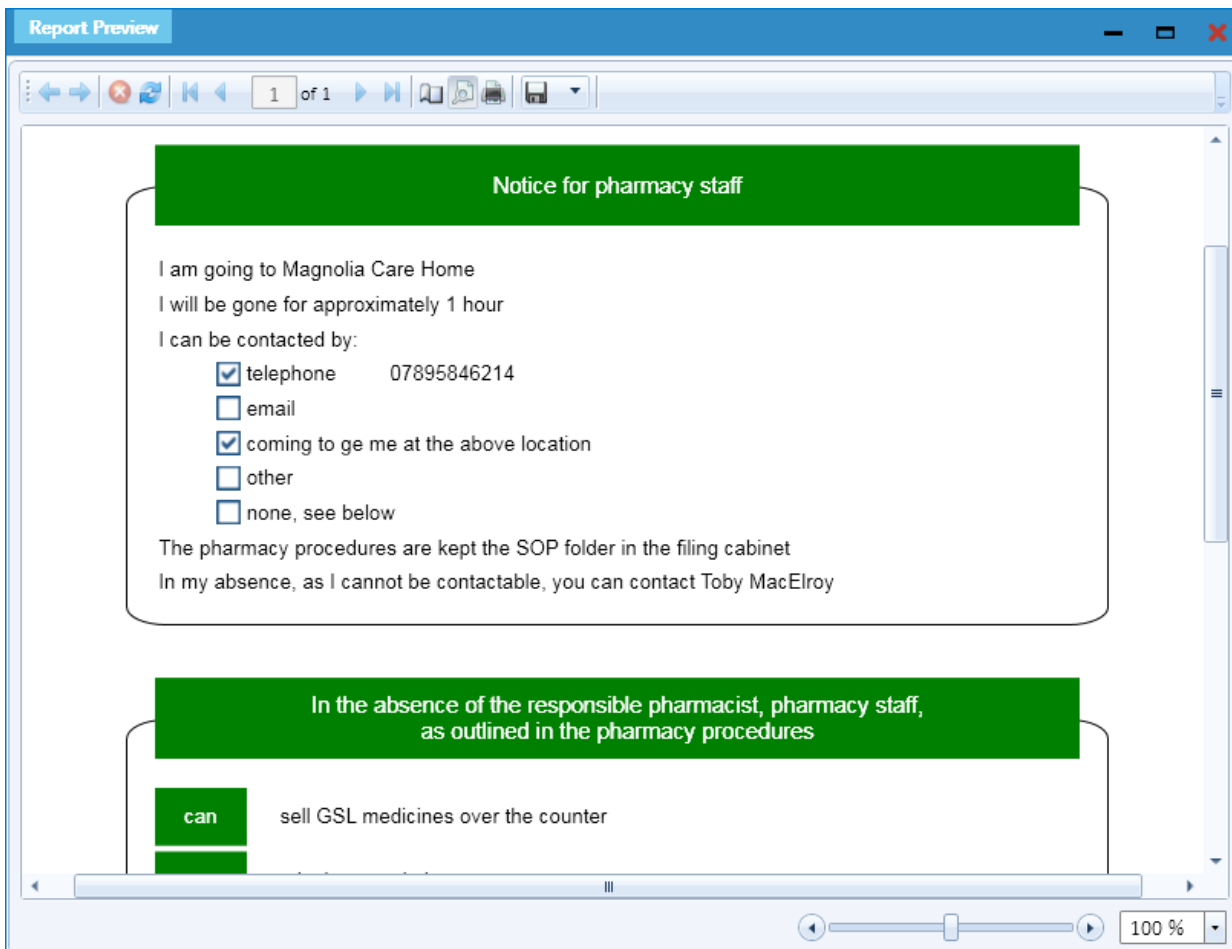 Report Preview
1 of 1
Notice for pharmacy staff
I am going to Magnolia Care Home
I will be gone for approximately 1 hour
I can be contacted by:
telephone 07895846214
email
coming to ge me at the above location
other
none, see below
The pharmacy procedures are kept the SOP folder in the filing cabinet
In my absence, as I cannot be contactable, you can contact Toby MacElroy
In the absence of the responsible pharmacist, pharmacy staff,
as outlined in the pharmacy procedures
can sell GSL medicines over the counter
100 %